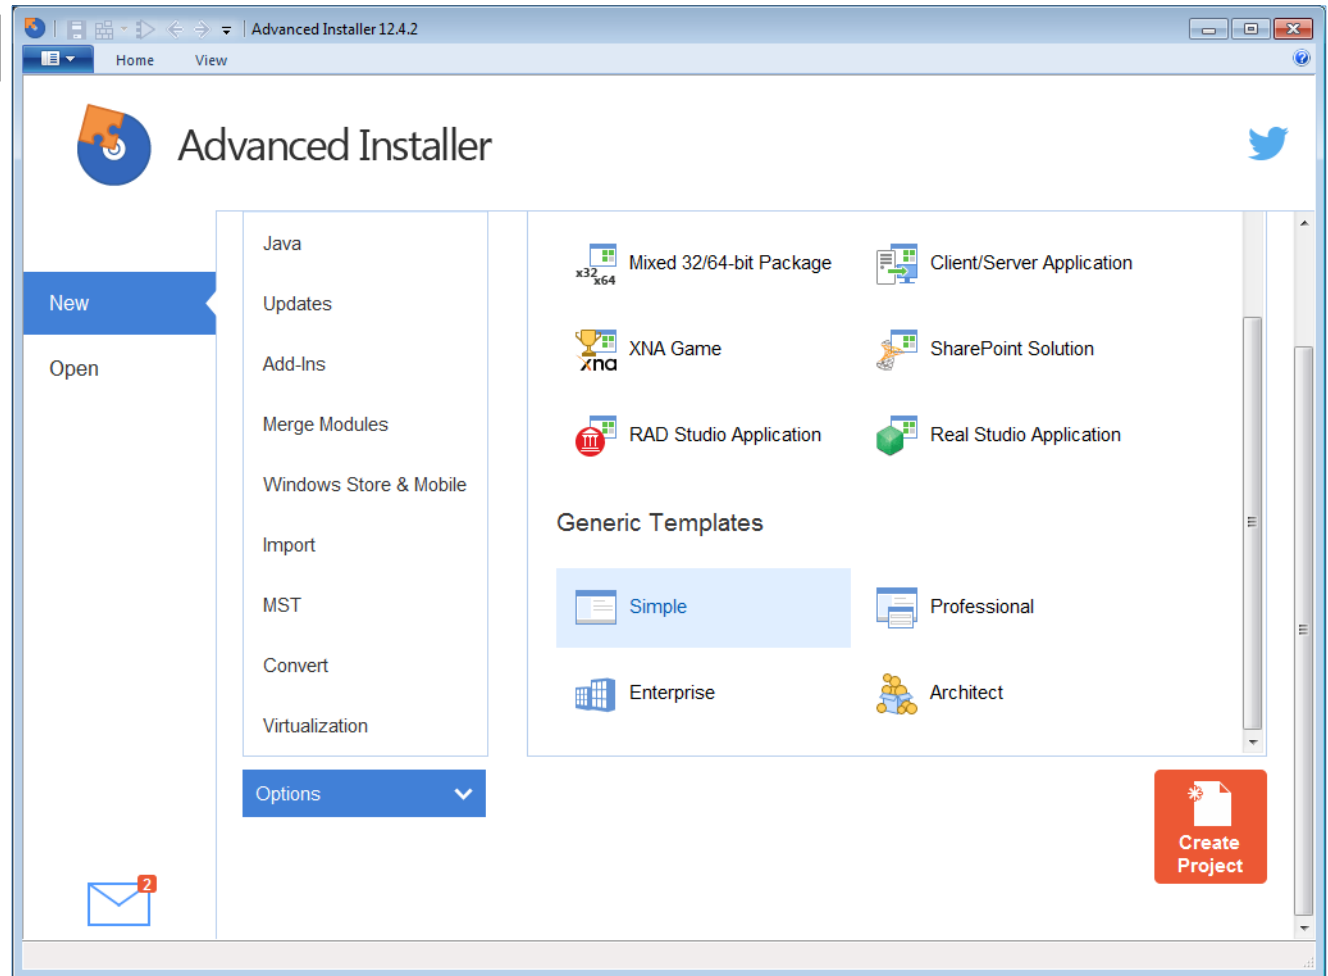 Advanced Installer 12.4.2
Home View
Advanced Installer
New
Open
Java
Updates
Add-Ins
Merge Modules
Windows Store & Mobile
Import
MST
Convert
Virtualization
Options
x32 x64 Mixed 32/64-bit Package
Client/Server Application
xna XNA Game
SharePoint Solution
RAD Studio Application
Real Studio Application
Generic Templates
Simple
Professional
Enterprise
Architect
Create
Project
2